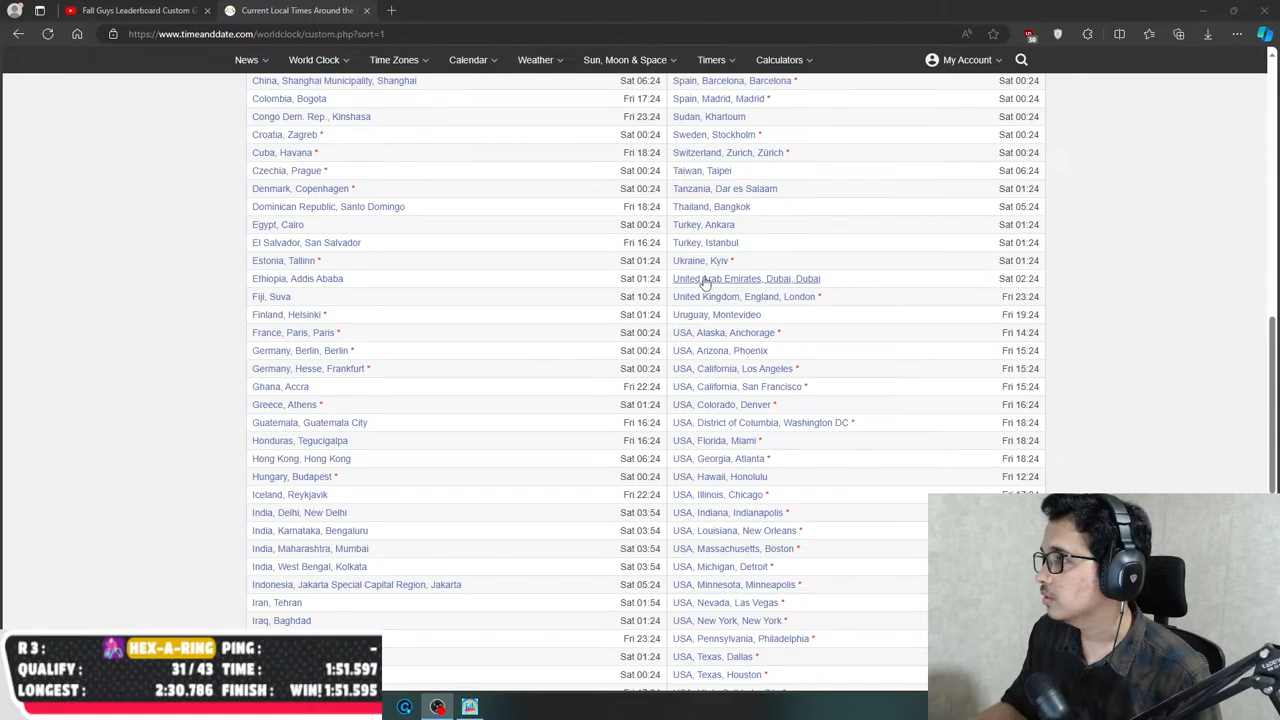 Fall Guys Leaderboard Custom G
Current Local Times Around the
https://www.timeanddate.com/worldclock/custom.php?sort=1
30
News
World Clock
Time Zones
Calendar
Weather
Sun, Moon & Space
Timers
Calculators
My Account
China, Shanghai Municipality, Shanghai Sat 06:24
Colombia, Bogota Fri 17:24
Congo Dem. Rep., Kinshasa Fri 23:24
Croatia, Zagreb * Sat 00:24
Cuba, Havana * Fri 18:24
Czechia, Prague * Sat 00:24
Denmark, Copenhagen * Sat 00:24
Dominican Republic, Santo Domingo Fri 18:24
Egypt, Cairo Sat 00:24
El Salvador, San Salvador Fri 16:24
Estonia, Tallinn * Sat 01:24
Ethiopia, Addis Ababa Sat 01:24
Fiji, Suva Sat 10:24
Finland, Helsinki * Sat 01:24
France, Paris, Paris * Sat 00:24
Germany, Berlin, Berlin * Sat 00:24
Germany, Hesse, Frankfurt * Sat 00:24
Ghana, Accra Fri 22:24
Greece, Athens * Sat 01:24
Guatemala, Guatemala City Fri 16:24
Honduras, Tegucigalpa Fri 16:24
Hong Kong, Hong Kong Sat 06:24
Hungary, Budapest * Sat 00:24
Iceland, Reykjavik Fri 22:24
India, Delhi, New Delhi Sat 03:54
India, Karnataka, Bengaluru Sat 03:54
India, Maharashtra, Mumbai Sat 03:54
India, West Bengal, Kolkata Sat 03:54
Indonesia, Jakarta Special Capital Region, Jakarta Sat 05:24
Iran, Tehran Sat 01:54
Iraq, Baghdad Sat 01:24
Fri 23:24
Sat 01:24
Sat 00:24
Spain, Barcelona, Barcelona * Sat 00:24
Spain, Madrid, Madrid * Sat 00:24
Sudan, Khartoum Sat 00:24
Sweden, Stockholm * Sat 00:24
Switzerland, Zurich, Zürich * Sat 00:24
Taiwan, Taipei Sat 06:24
Tanzania, Dar es Salaam Sat 01:24
Thailand, Bangkok Sat 05:24
Turkey, Ankara Sat 01:24
Turkey, Istanbul Sat 01:24
Ukraine, Kyiv * Sat 01:24
United Arab Emirates, Dubai, Dubai Sat 02:24
United Kingdom, England, London * Fri 23:24
Uruguay, Montevideo Fri 19:24
USA, Alaska, Anchorage * Fri 14:24
USA, Arizona, Phoenix Fri 15:24
USA, California, Los Angeles * Fri 15:24
USA, California, San Francisco * Fri 15:24
USA, Colorado, Denver * Fri 16:24
USA, District of Columbia, Washington DC * Fri 18:24
USA, Florida, Miami * Fri 18:24
USA, Georgia, Atlanta * Fri 18:24
USA, Hawaii, Honolulu Fri 12:24
USA, Illinois, Chicago *
USA, Indiana, Indianapolis *
USA, Louisiana, New Orleans *
USA, Massachusetts, Boston *
USA, Michigan, Detroit *
USA, Minnesota, Minneapolis *
USA, Nevada, Las Vegas *
USA, New York, New York *
USA, Pennsylvania, Philadelphia *
USA, Texas, Dallas *
USA, Texas, Houston *
R 3 : HEX-A-RING PING : -
QUALIFY : 31 / 43 TIME : 1:51.597
LONGEST : 2:30.786 FINISH : WIN! 1:51.595